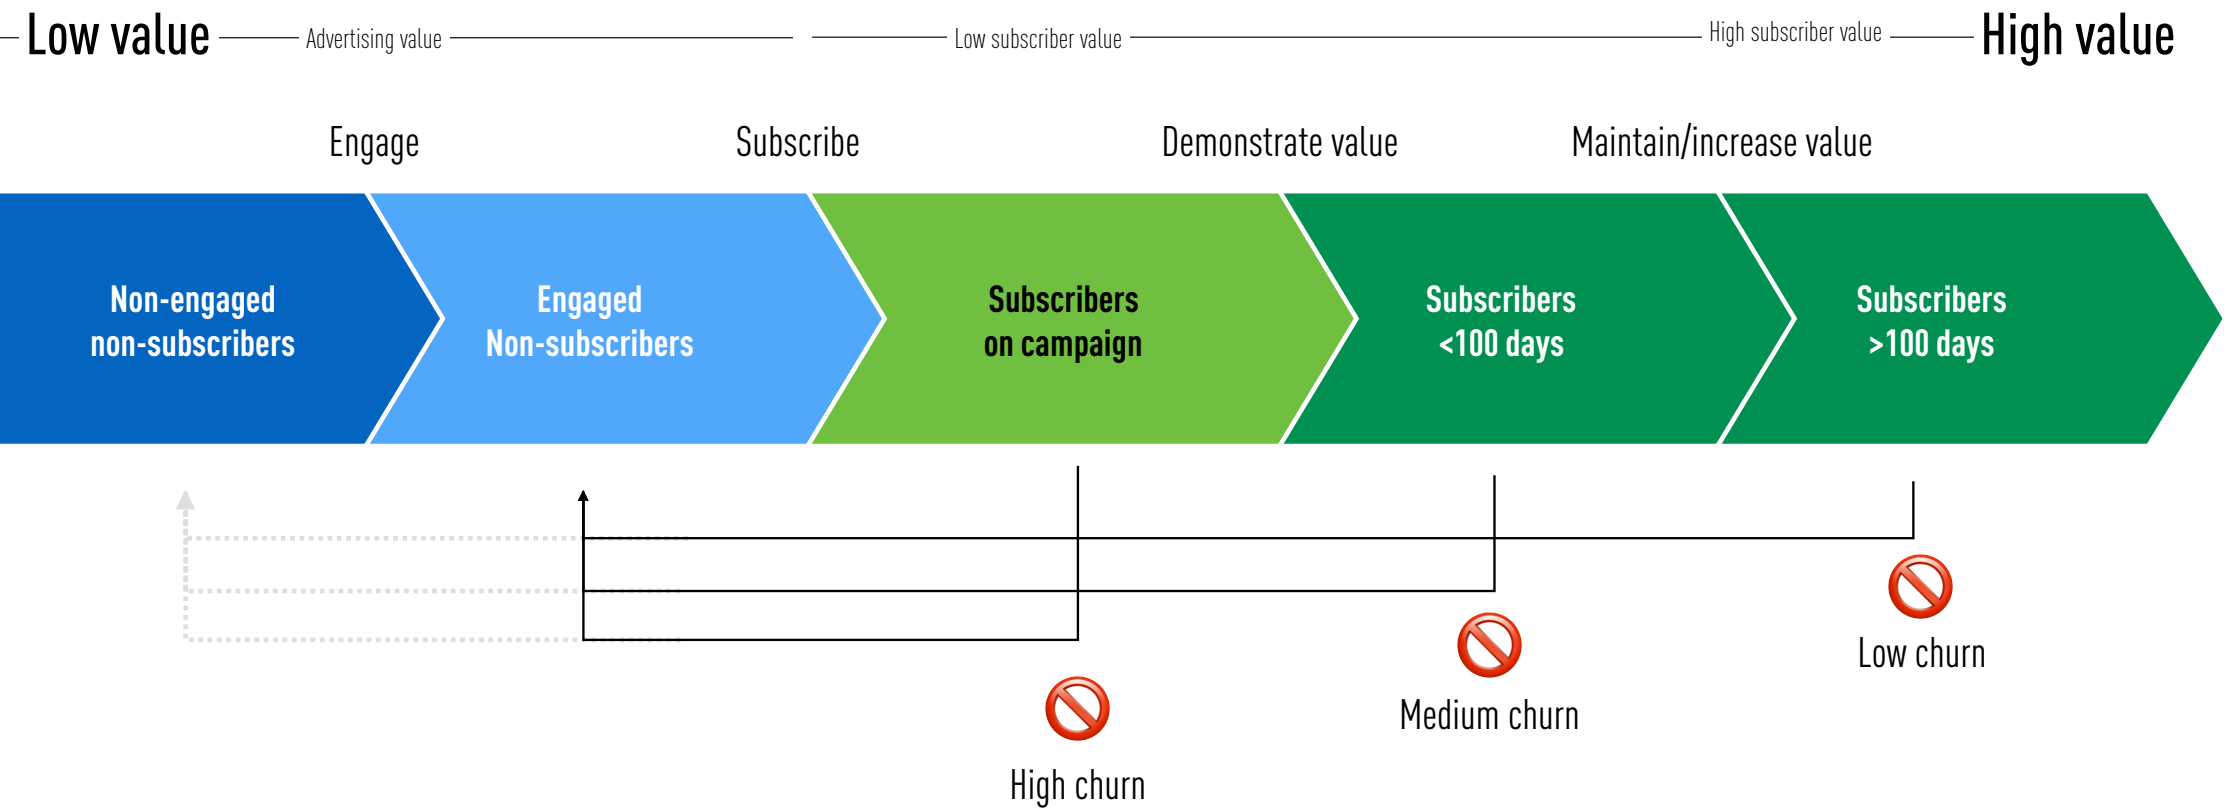 Low value
Advertising value
Low subscriber value
High subscriber value
High value
Engage
Subscribe
Demonstrate value
Maintain/increase value
Non-engaged
non-subscribers
Engaged
Non-subscribers
Subscribers
on campaign
Subscribers
<100 days
Subscribers
>100 days
Low churn
Medium churn
High churn